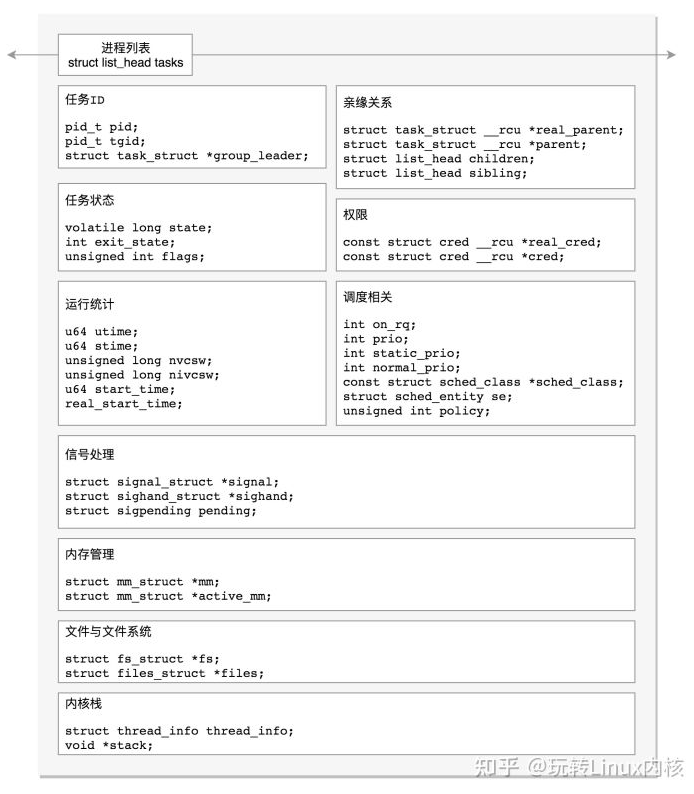 进程列表
struct list_head tasks
任务ID
pid_t pid;
pid_t tgid;
struct task_struct *group_leader;
亲缘关系
struct task_struct __rcu *real_parent;
struct task_struct __rcu *parent;
struct list_head children;
struct list_head sibling;
任务状态
volatile long state;
int exit_state;
unsigned int flags;
权限
const struct cred __rcu *real_cred;
const struct cred __rcu *cred;
运行统计
u64 utime;
u64 stime;
unsigned long nvcsw;
unsigned long nivcsw;
u64 start_time;
real_start_time;
调度相关
int on_rq;
int prio;
int static_prio;
int normal_prio;
const struct sched_class *sched_class;
struct sched_entity se;
unsigned int policy;
信号处理
struct signal_struct *signal;
struct sighand_struct *sighand;
struct sigpending pending;
内存管理
struct mm_struct *mm;
struct mm_struct *active_mm;
文件与文件系统
struct fs_struct *fs;
struct files_struct *files;
内核栈
struct thread_info thread_info;
void *stack;
知乎 @玩转Linux内核